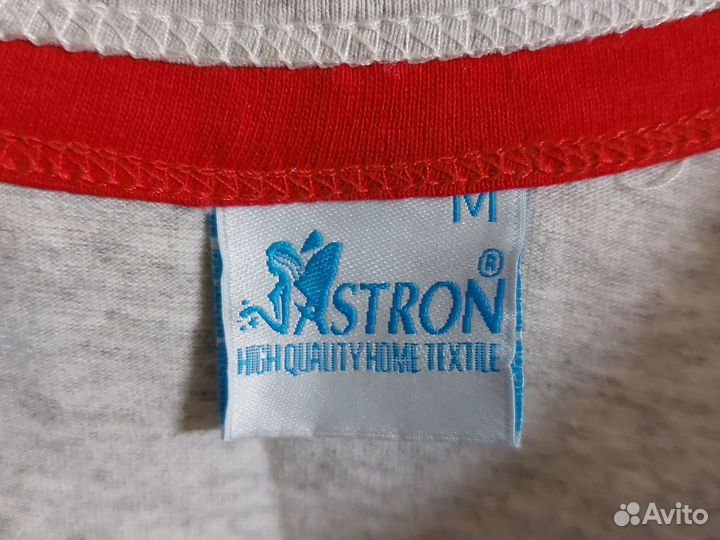 M
ASTRON®
HIGH QUALITY HOME TEXTILE
Avito